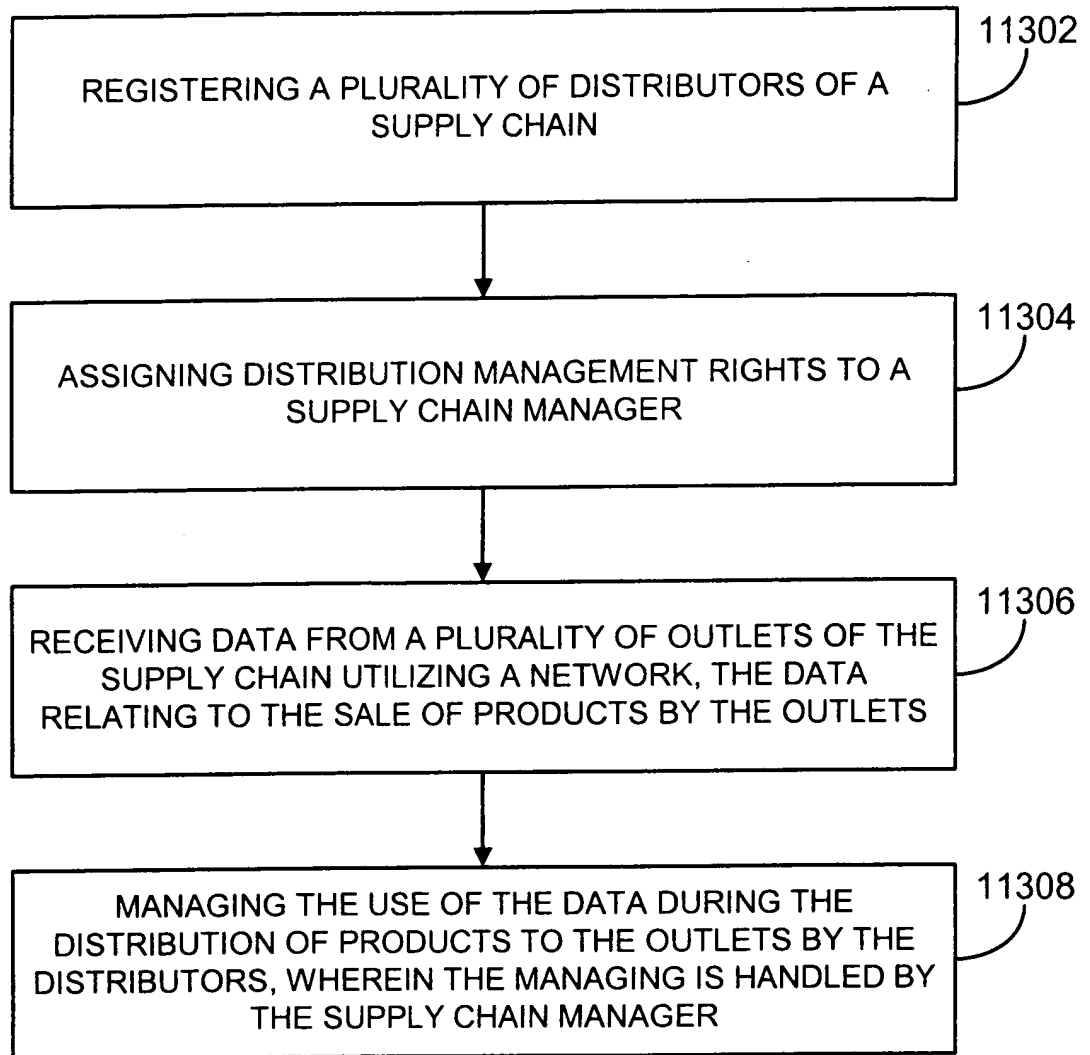 11302
REGISTERING A PLURALITY OF DISTRIBUTORS OF A
SUPPLY CHAIN
11304
ASSIGNING DISTRIBUTION MANAGEMENT RIGHTS TO A
SUPPLY CHAIN MANAGER
11306
RECEIVING DATA FROM A PLURALITY OF OUTLETS OF THE
SUPPLY CHAIN UTILIZING A NETWORK, THE DATA
RELATING TO THE SALE OF PRODUCTS BY THE OUTLETS
11308
MANAGING THE USE OF THE DATA DURING THE
DISTRIBUTION OF PRODUCTS TO THE OUTLETS BY THE
DISTRIBUTORS, WHEREIN THE MANAGING IS HANDLED BY
THE SUPPLY CHAIN MANAGER